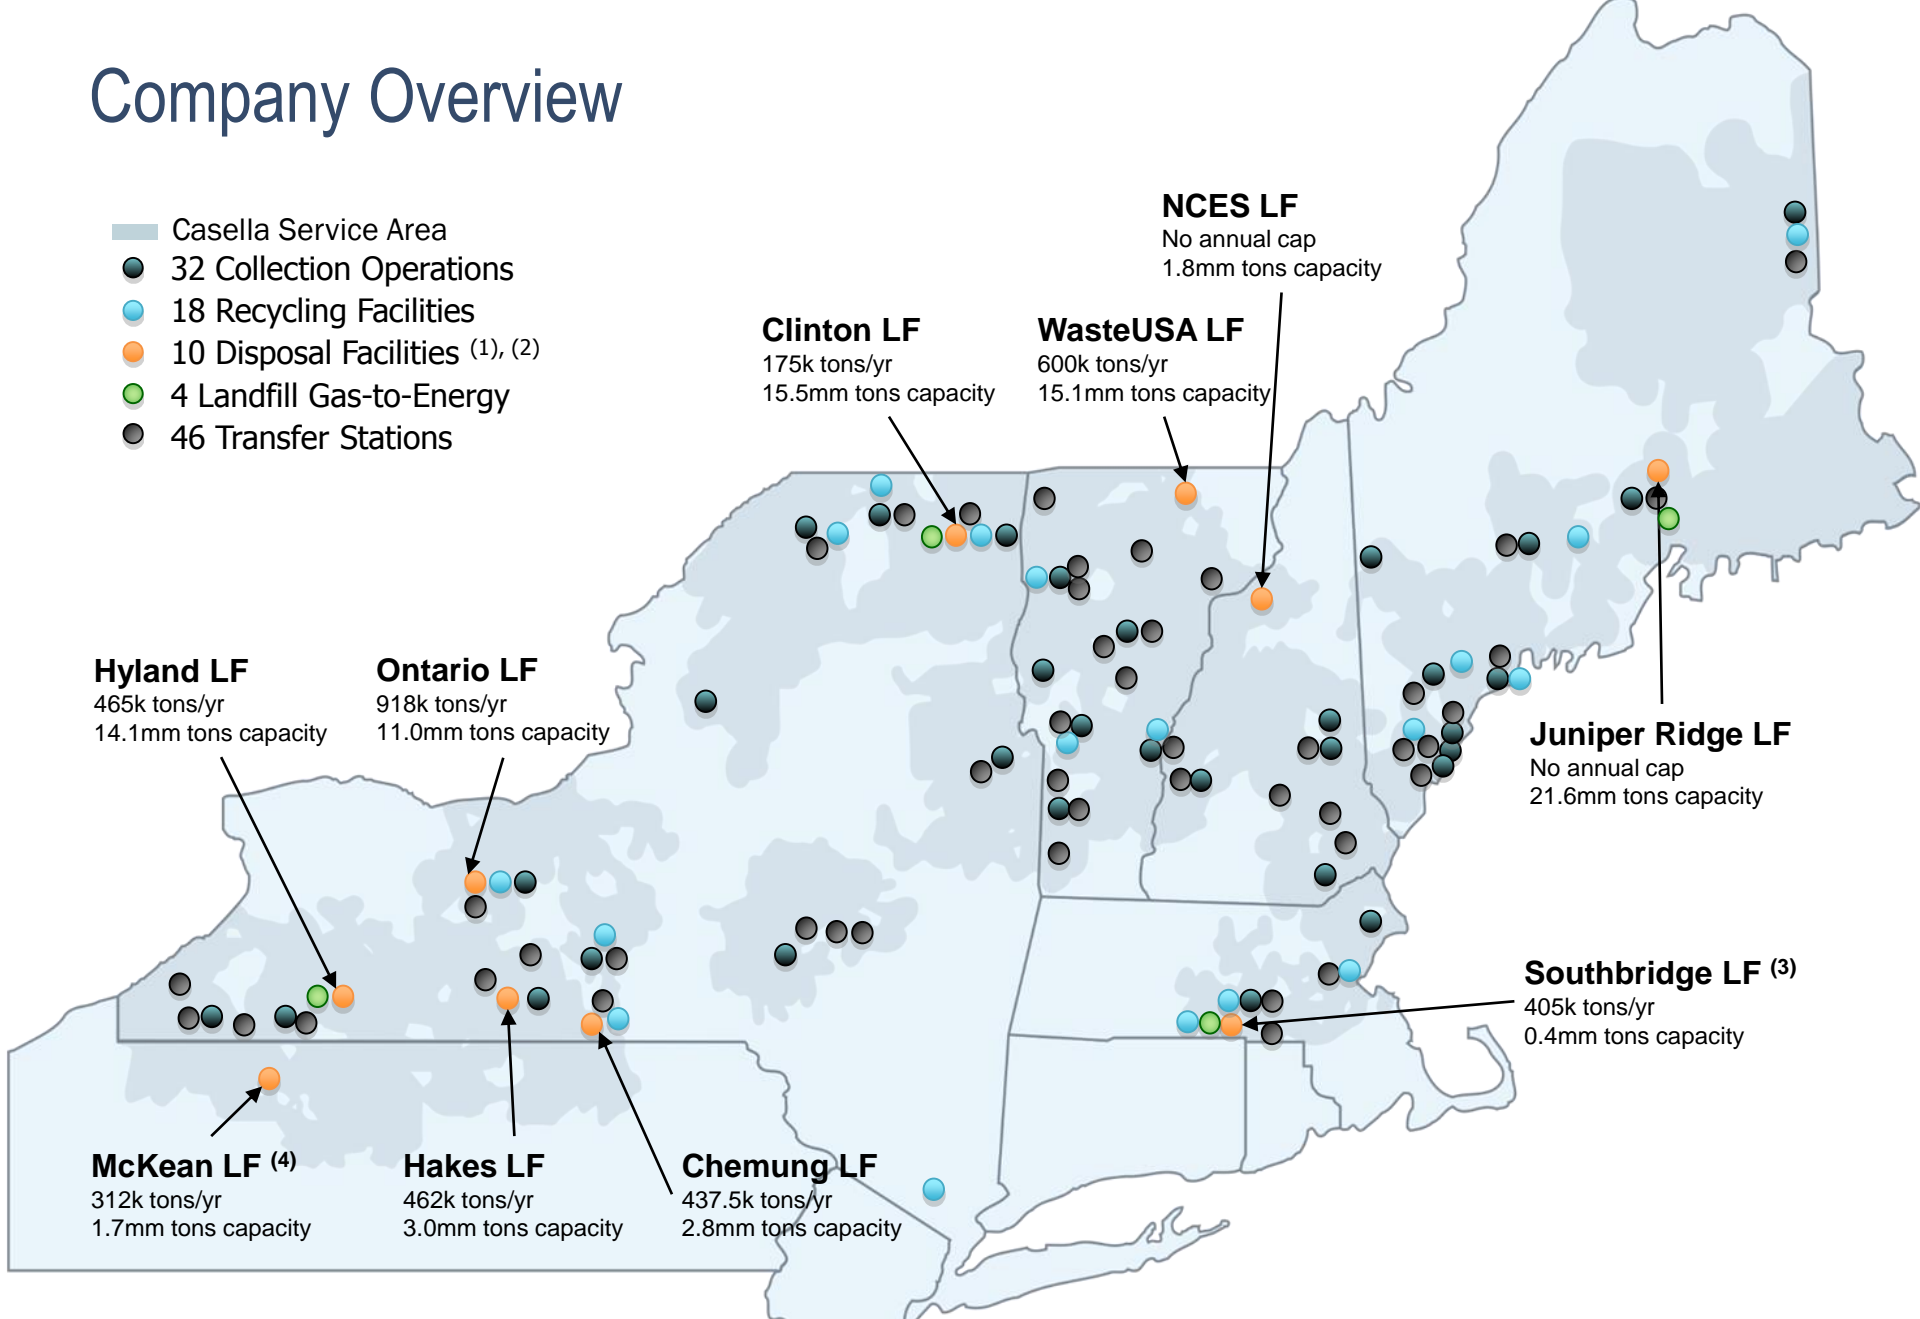 Company Overview
Casella Service Area
32 Collection Operations
18 Recycling Facilities
10 Disposal Facilities (1), (2)
4 Landfill Gas-to-Energy
46 Transfer Stations
NCES LF
No annual cap
1.8mm tons capacity
Clinton LF
175k tons/yr
15.5mm tons capacity
WasteUSA LF
600k tons/yr
15.1mm tons capacity
Hyland LF
465k tons/yr
14.1mm tons capacity
Ontario LF
918k tons/yr
11.0mm tons capacity
Juniper Ridge LF
No annual cap
21.6mm tons capacity
Southbridge LF (3)
405k tons/yr
0.4mm tons capacity
McKean LF (4)
312k tons/yr
1.7mm tons capacity
Hakes LF
462k tons/yr
3.0mm tons capacity
Chemung LF
437.5k tons/yr
2.8mm tons capacity